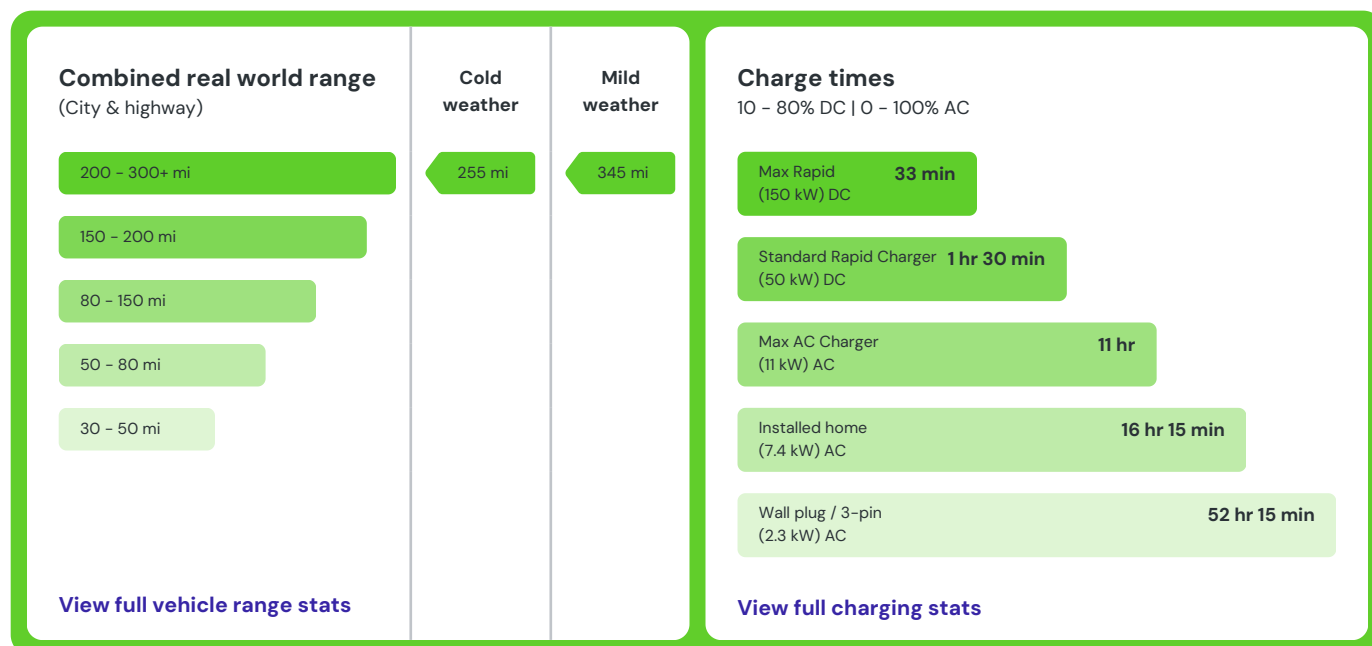 Combined real world range
(City & highway)
Cold
weather
Mild
weather
200 - 300+ mi
255 mi
345 mi
150 - 200 mi
80 - 150 mi
50 - 80 mi
30 - 50 mi
View full vehicle range stats
Charge times
10 - 80% DC | 0 - 100% AC
Max Rapid
(150 kW) DC
33 min
Standard Rapid Charger
(50 kW) DC
1 hr 30 min
Max AC Charger
(11 kW) AC
11 hr
Installed home
(7.4 kW) AC
16 hr 15 min
Wall plug / 3-pin
(2.3 kW) AC
52 hr 15 min
View full charging stats